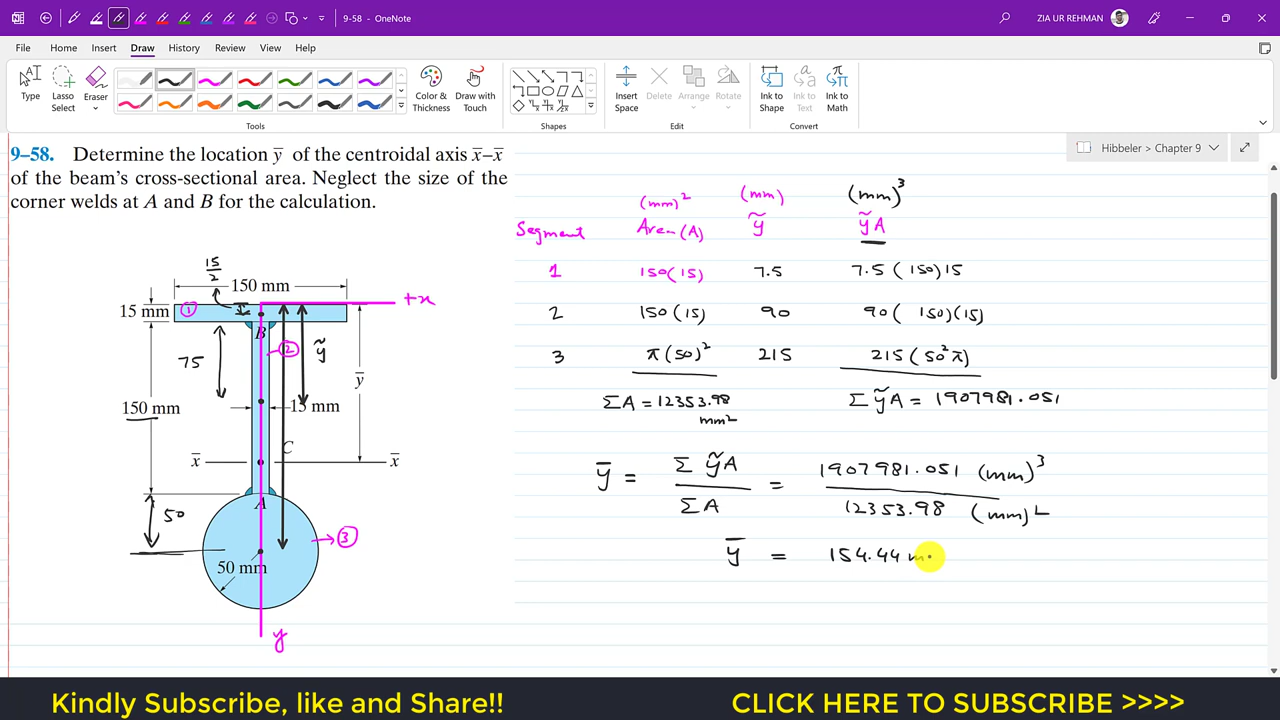 9-58 - OneNote
ZIA UR REHMAN
File Home Insert Draw History Review View Help
Type
Lasso Select
Eraser
Color & Thickness
Draw with Touch
Insert Space
Delete
Arrange
Rotate
Ink to Shape
Ink to Text
Ink to Math
Tools
Shapes
Edit
Convert
Hibbeler > Chapter 9
9–58. Determine the location ȳ of the centroidal axis x̄–x̄
of the beam's cross-sectional area. Neglect the size of the
corner welds at A and B for the calculation.
15/2
150 mm
+x
15 mm
①
B
②
ỹ
75
ȳ
150 mm
15 mm
C
x̄
x̄
A
50
③
50 mm
y
(mm)² (mm) (mm)³
Segment Area(A) ỹ ỹA
1 150(15) 7.5 7.5(150)15
2 150(15) 90 90(150)(15)
3 π(50)² 215 215(50²π)
ΣA = 12353.98 mm²
ΣỹA = 1907981.051
ȳ = ΣỹA / ΣA = 1907981.051 (mm)³ / 12353.98 (mm)²
ȳ = 154.44 m
Kindly Subscribe, like and Share!!
CLICK HERE TO SUBSCRIBE >>>>